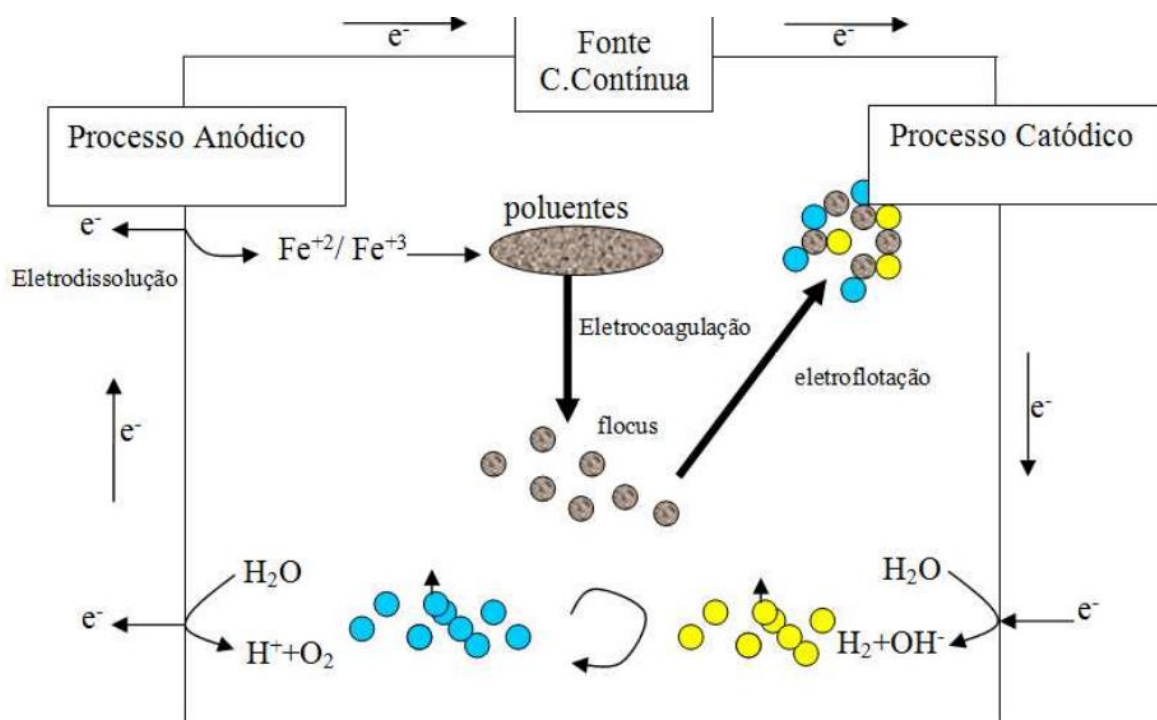 e-
e-
Fonte
C.Contínua
Processo Anódico
Processo Catódico
e-
Fe+2/ Fe+3
poluentes
Eletrodissolução
Eletrocoagulação
eletroflotação
e-
flocus
e-
H2O
H2O
e-
e-
H++O2
H2+OH-